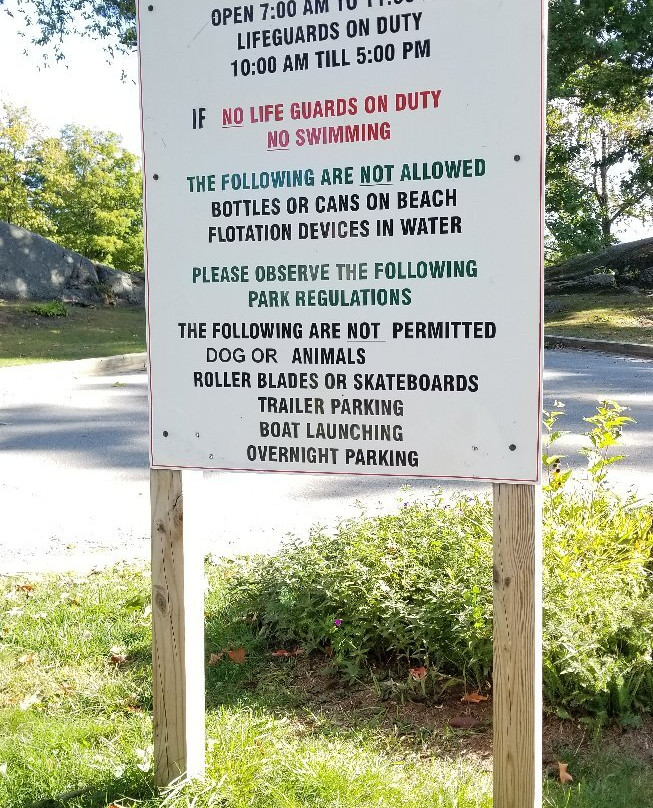 OPEN 7:00 AM TO
LIFEGUARDS ON DUTY
10:00 AM TILL 5:00 PM
IF NO LIFE GUARDS ON DUTY
NO SWIMMING
THE FOLLOWING ARE NOT ALLOWED
BOTTLES OR CANS ON BEACH
FLOTATION DEVICES IN WATER
PLEASE OBSERVE THE FOLLOWING
PARK REGULATIONS
THE FOLLOWING ARE NOT PERMITTED
DOG OR ANIMALS
ROLLER BLADES OR SKATEBOARDS
TRAILER PARKING
BOAT LAUNCHING
OVERNIGHT PARKING